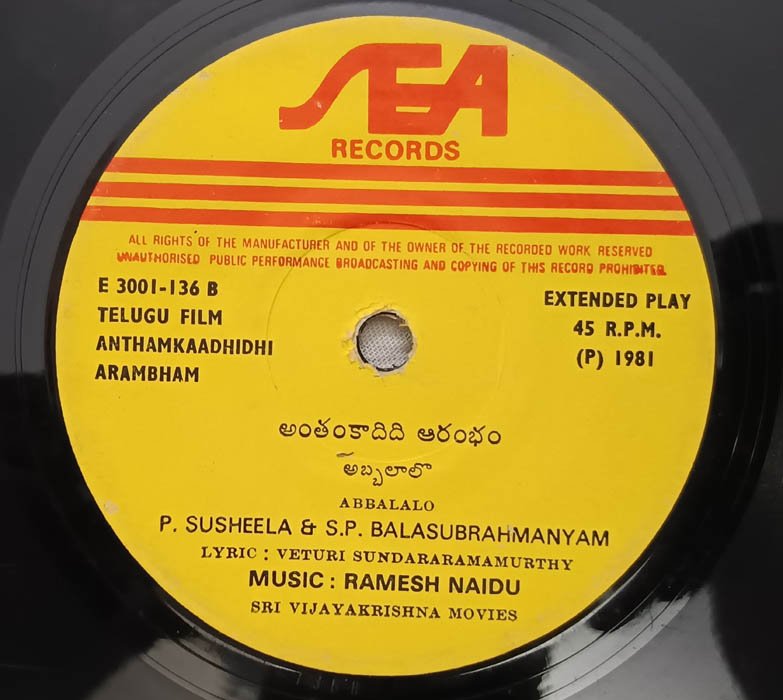 SEA
RECORDS
ALL RIGHTS OF THE MANUFACTURER AND OF THE OWNER OF THE RECORDED WORK RESERVED
UNAUTHORISED PUBLIC PERFORMANCE BROADCASTING AND COPYING OF THIS RECORD PROHIBITED
E 3001-136 B
TELUGU FILM
ANTHAMKAADHIDHI
ARAMBHAM
EXTENDED PLAY
45 R.P.M.
(P) 1981
అంతంకాదిది ఆరంభం
అబ్బలాలొ
ABBALALO
P. SUSHEELA & S.P. BALASUBRAHMANYAM
LYRIC : VETURI SUNDARARAMAMURTHY
MUSIC : RAMESH NAIDU
SRI VIJAYAKRISHNA MOVIES